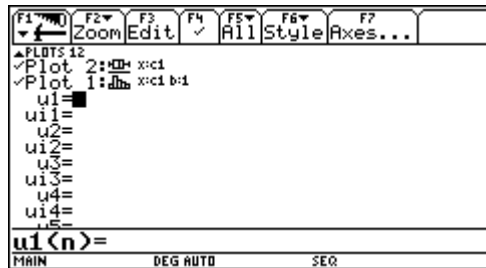 F1 F2 Zoom F3 Edit F4 ✓ F5 All F6 Style F7 Axes...
PLOTS 12
✓Plot 2: x:c1
✓Plot 1: x:c1 b:1
u1=
ui1=
u2=
ui2=
u3=
ui3=
u4=
ui4=
u5=
u1(n)=
MAIN DEG AUTO SEQ